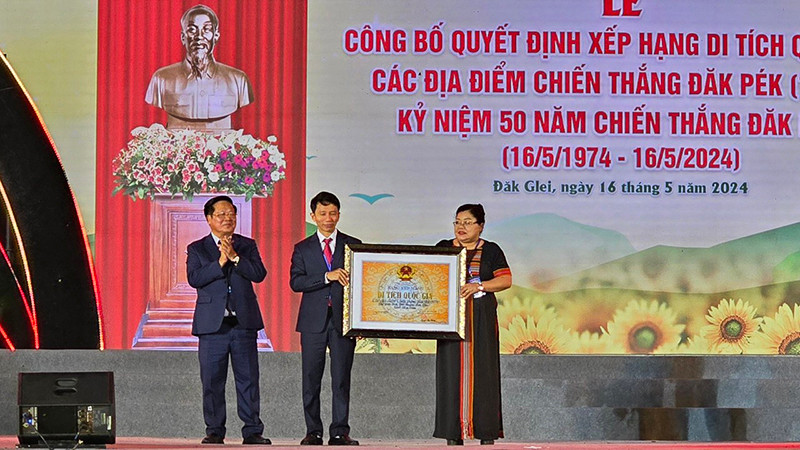 LỄ
CÔNG BỐ QUYẾT ĐỊNH XẾP HẠNG DI TÍCH Q
CÁC ĐỊA ĐIỂM CHIẾN THẮNG ĐĂK PÉK (
KỶ NIỆM 50 NĂM CHIẾN THẮNG ĐĂK
(16/5/1974 - 16/5/2024)
Đăk Glei, ngày 16 tháng 5 năm 2024
DI TÍCH QUỐC GIA